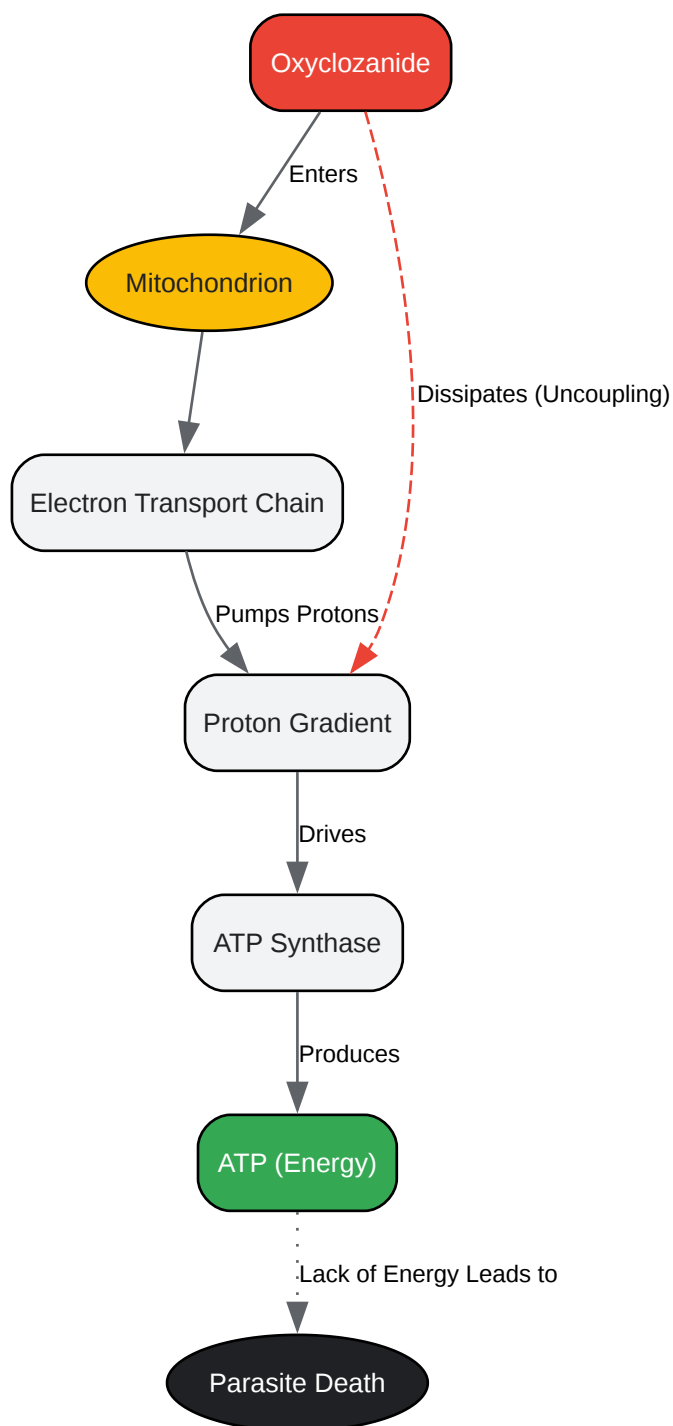 Oxyclozanide
Enters
Mitochondrion
Dissipates (Uncoupling)
Electron Transport Chain
Pumps Protons
Proton Gradient
Drives
ATP Synthase
Produces
ATP (Energy)
Lack of Energy Leads to
Parasite Death